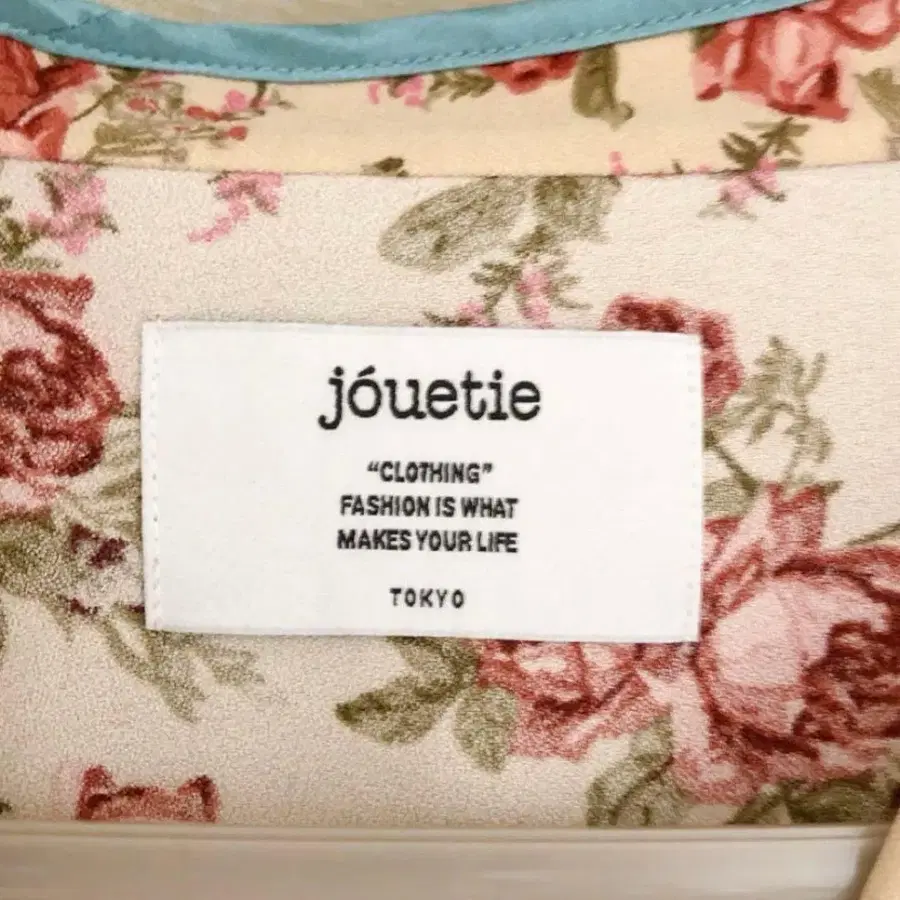 jóuetie
“CLOTHING”
FASHION IS WHAT
MAKES YOUR LIFE
TOKYO